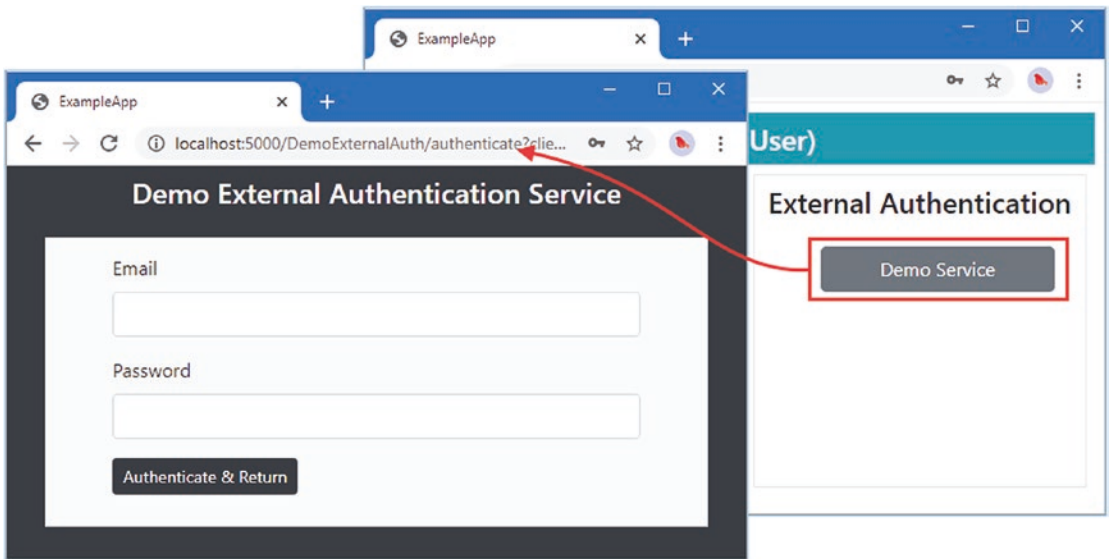 ExampleApp
ExampleApp
localhost:5000/DemoExternalAuth/authenticate?clie...
User)
Demo External Authentication Service
External Authentication
Demo Service
Email
Password
Authenticate & Return